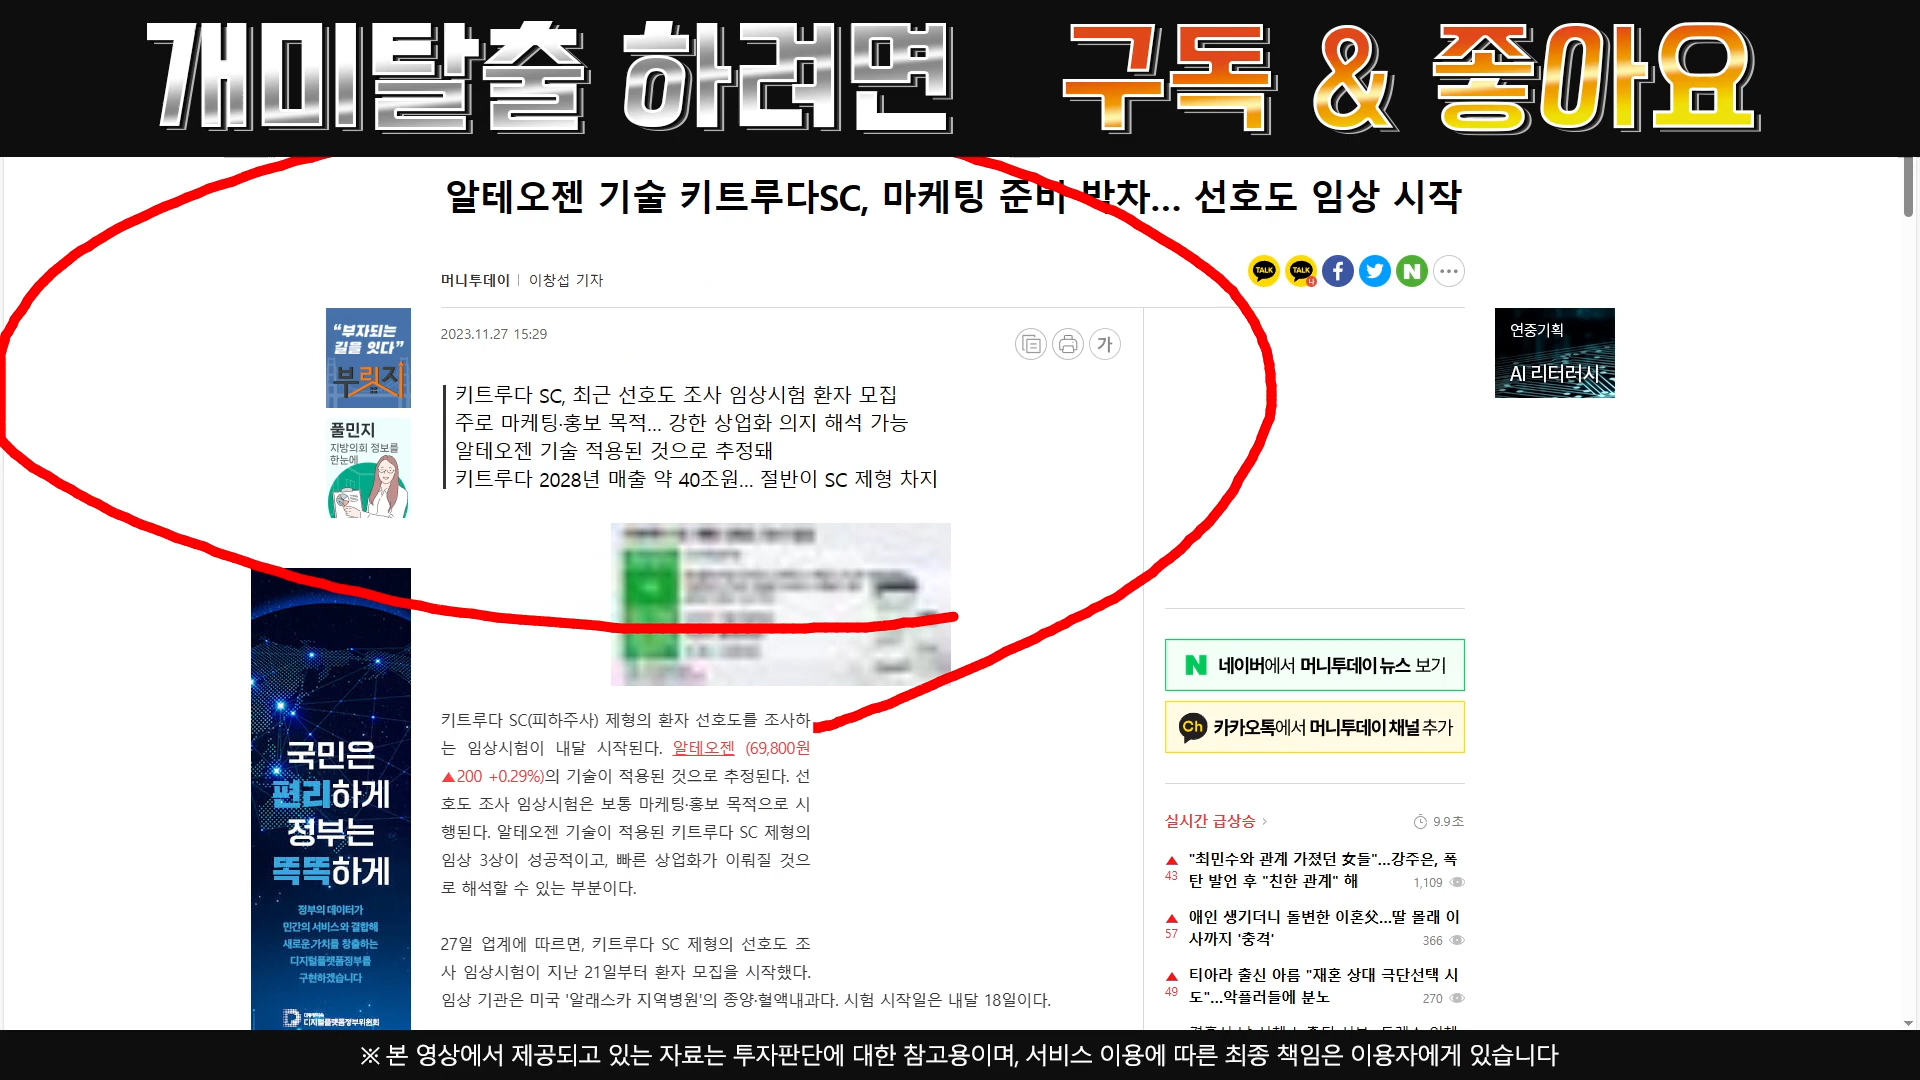 개미탈출 하려면 구독 & 좋아요
알테오젠 기술 키트루다SC, 마케팅 준비 박차... 선호도 임상 시작
머니투데이 | 이창섭 기자
TALK TALK
2023.11.27 15:29
가
"부자되는
길을 잇다"
부릿지
풀민지
지방의회 정보를
한눈에
키트루다 SC, 최근 선호도 조사 임상시험 환자 모집
주로 마케팅·홍보 목적... 강한 상업화 의지 해석 가능
알테오젠 기술 적용된 것으로 추정돼
키트루다 2028년 매출 약 40조원... 절반이 SC 제형 차지
연중기획
AI 리터러시
키트루다 SC(피하주사) 제형의 환자 선호도를 조사하
는 임상시험이 내달 시작된다. 알테오젠 (69,800원
▲200 +0.29%)의 기술이 적용된 것으로 추정된다. 선
호도 조사 임상시험은 보통 마케팅·홍보 목적으로 시
행된다. 알테오젠 기술이 적용된 키트루다 SC 제형의
임상 3상이 성공적이고, 빠른 상업화가 이뤄질 것으
로 해석할 수 있는 부분이다.
27일 업계에 따르면, 키트루다 SC 제형의 선호도 조
사 임상시험이 지난 21일부터 환자 모집을 시작했다.
임상 기관은 미국 '알래스카 지역병원'의 종양·혈액내과다. 시험 시작일은 내달 18일이다.
국민은
편리하게
정부는
똑똑하게
정부의 데이터가
민간의 서비스와 결합해
새로운 가치를 창출하는
디지털플랫폼정부를
구현하겠습니다
디지털플랫폼정부위원회
N 네이버에서 머니투데이 뉴스 보기
Ch 카카오톡에서 머니투데이 채널 추가
실시간 급상승 > 9.9초
▲ "최민수와 관계 가졌던 女들"...강주은, 폭
43 탄 발언 후 "친한 관계" 해 1,109
▲ 애인 생기더니 돌변한 이혼父...딸 몰래 이
57 사까지 '충격' 366
▲ 티아라 출신 아름 "재혼 상대 극단선택 시
49 도"...악플러들에 분노 270
※ 본 영상에서 제공되고 있는 자료는 투자판단에 대한 참고용이며, 서비스 이용에 따른 최종 책임은 이용자에게 있습니다